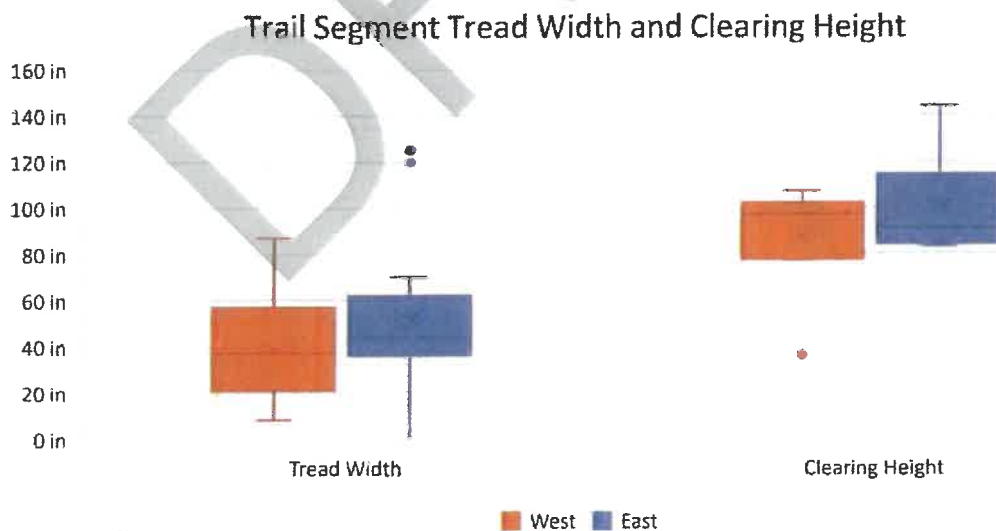 Trail Segment Tread Width and Clearing Height
160 in
140 in
120 in
100 in
80 in
60 in
40 in
20 in
0 in
Tread Width
Clearing Height
West
East